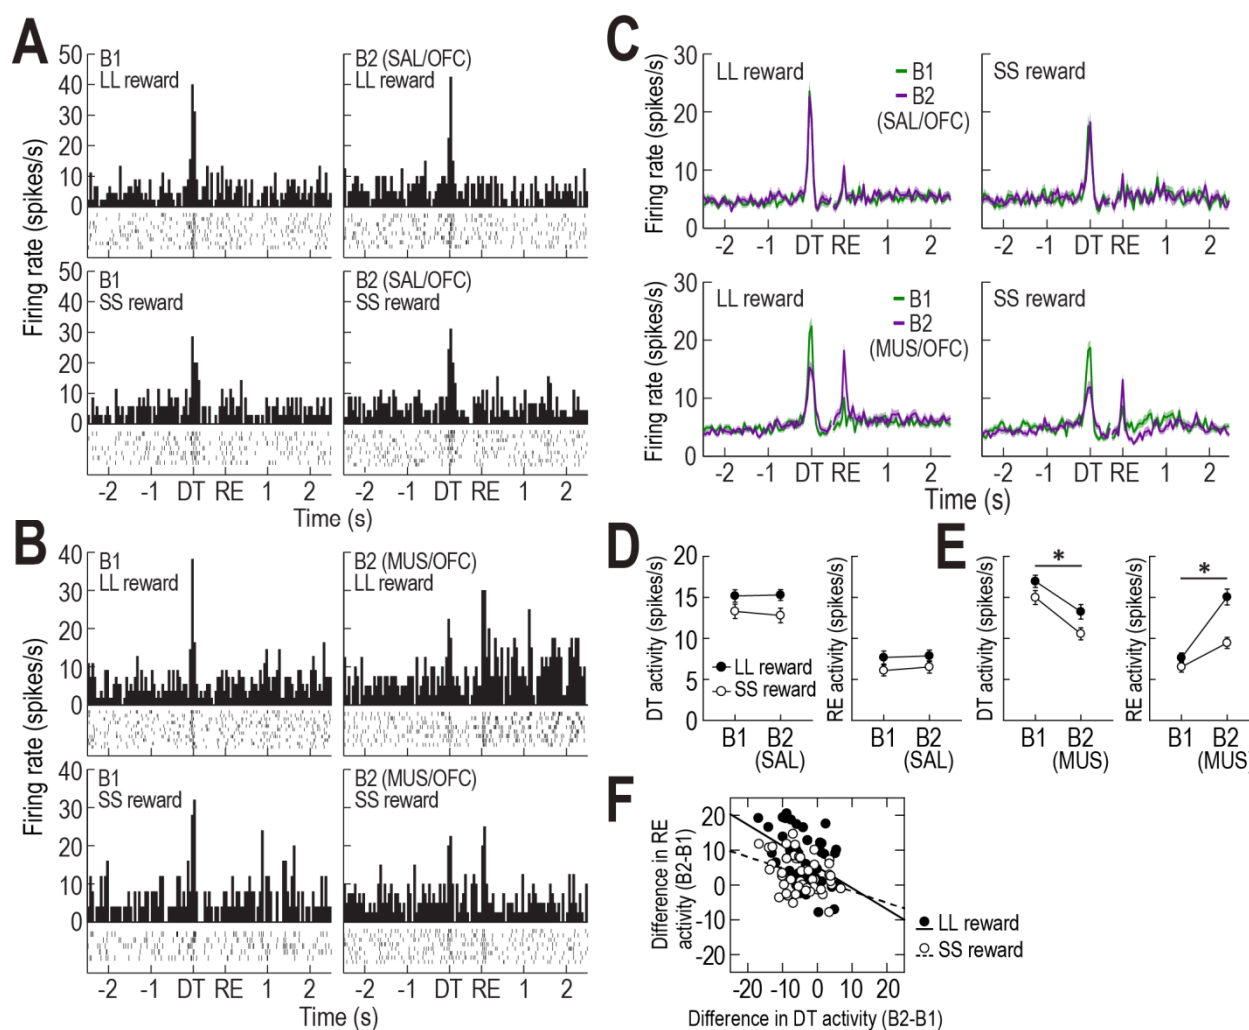 A
B1
LL reward
B2 (SAL/OFC)
LL reward
50
40
30
20
10
0
B1
SS reward
B2 (SAL/OFC)
SS reward
50
40
30
20
10
0
Firing rate (spikes/s)
-2 -1 DT RE 1 2
-2 -1 DT RE 1 2
Time (s)
B
B1
LL reward
B2 (MUS/OFC)
LL reward
40
30
20
10
0
B1
SS reward
B2 (MUS/OFC)
SS reward
40
30
20
10
0
Firing rate (spikes/s)
-2 -1 DT RE 1 2
-2 -1 DT RE 1 2
Time (s)
C
30
20
10
0
Firing rate (spikes/s)
LL reward
B1
B2
(SAL/OFC)
SS reward
-2 -1 DT RE 1 2
-2 -1 DT RE 1 2
30
20
10
0
Firing rate (spikes/s)
LL reward
B1
B2
(MUS/OFC)
SS reward
-2 -1 DT RE 1 2
-2 -1 DT RE 1 2
Time (s)
D
20
15
10
5
0
DT activity (spikes/s)
LL reward
SS reward
B1 B2
(SAL)
RE activity (spikes/s)
B1 B2
(SAL)
E
DT activity (spikes/s)
*
B1 B2
(MUS)
RE activity (spikes/s)
*
B1 B2
(MUS)
F
Difference in RE
activity (B2-B1)
20
10
0
-10
-20
-20 -10 0 10 20
Difference in DT activity (B2-B1)
LL reward
SS reward